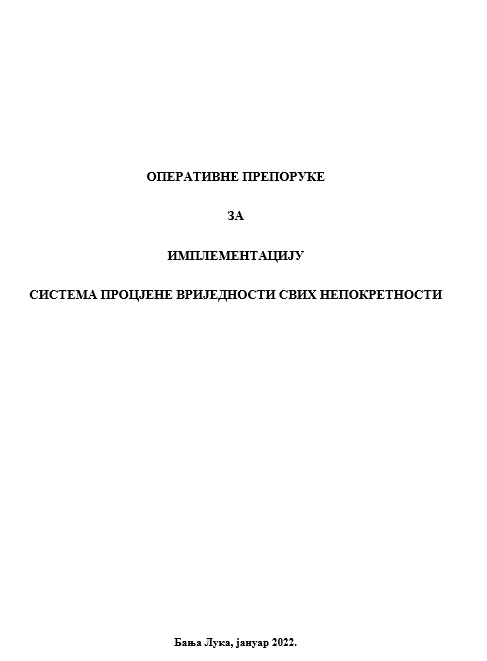 ОПЕРАТИВНЕ ПРЕПОРУКЕ
ЗА
ИМПЛЕМЕНТАЦИЈУ
СИСТЕМА ПРОЦЈЕНЕ ВРИЈЕДНОСТИ СВИХ НЕПОКРЕТНОСТИ
Бања Лука, јануар 2022.